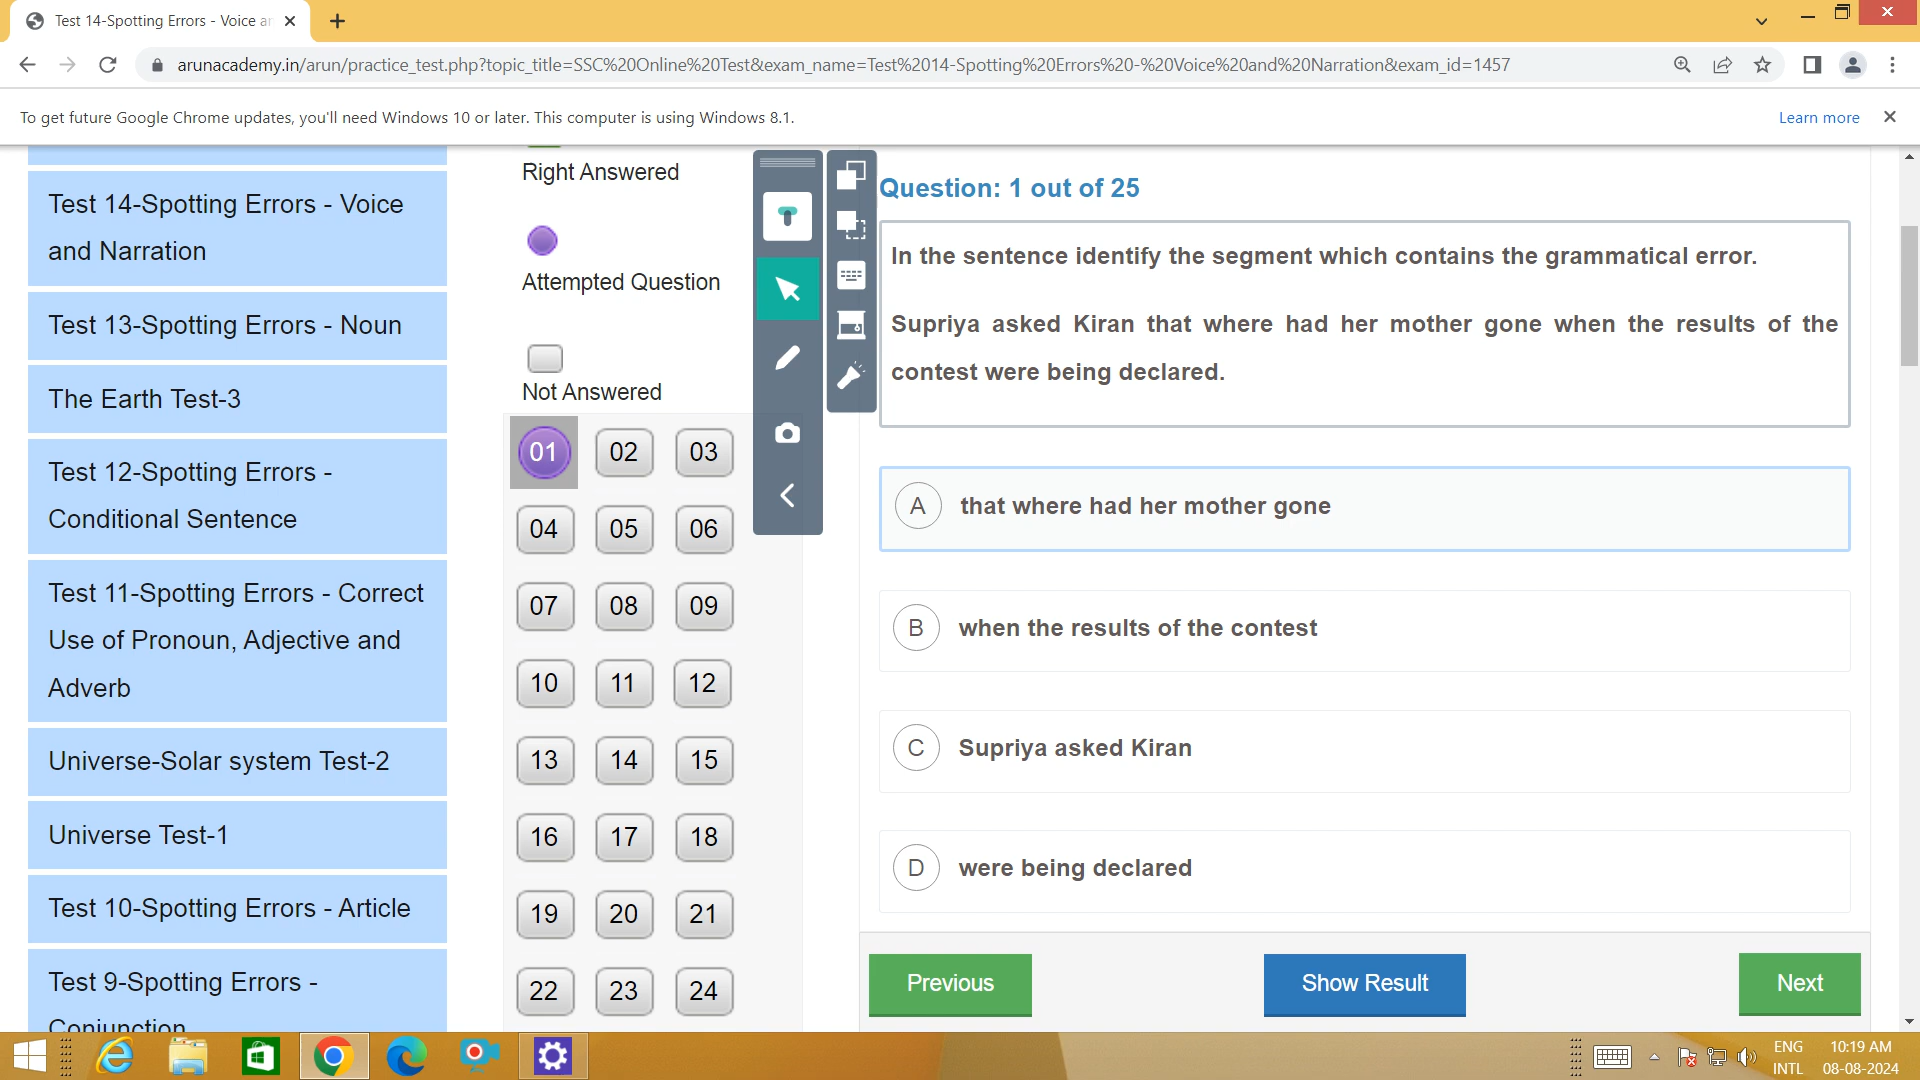 Test 14-Spotting Errors - Voice an
arunacademy.in/arun/practice_test.php?topic_title=SSC%20Online%20Test&exam_name=Test%2014-Spotting%20Errors%20-%20Voice%20and%20Narration&exam_id=1457
To get future Google Chrome updates, you'll need Windows 10 or later. This computer is using Windows 8.1.
Learn more
Test 14-Spotting Errors - Voice
and Narration
Test 13-Spotting Errors - Noun
The Earth Test-3
Test 12-Spotting Errors -
Conditional Sentence
Test 11-Spotting Errors - Correct
Use of Pronoun, Adjective and
Adverb
Universe-Solar system Test-2
Universe Test-1
Test 10-Spotting Errors - Article
Test 9-Spotting Errors -
Conjunction
Right Answered
Attempted Question
Not Answered
01 02 03
04 05 06
07 08 09
10 11 12
13 14 15
16 17 18
19 20 21
22 23 24
Question: 1 out of 25
In the sentence identify the segment which contains the grammatical error.
Supriya asked Kiran that where had her mother gone when the results of the
contest were being declared.
A that where had her mother gone
B when the results of the contest
C Supriya asked Kiran
D were being declared
Previous
Show Result
Next
ENG
INTL
10:19 AM
08-08-2024